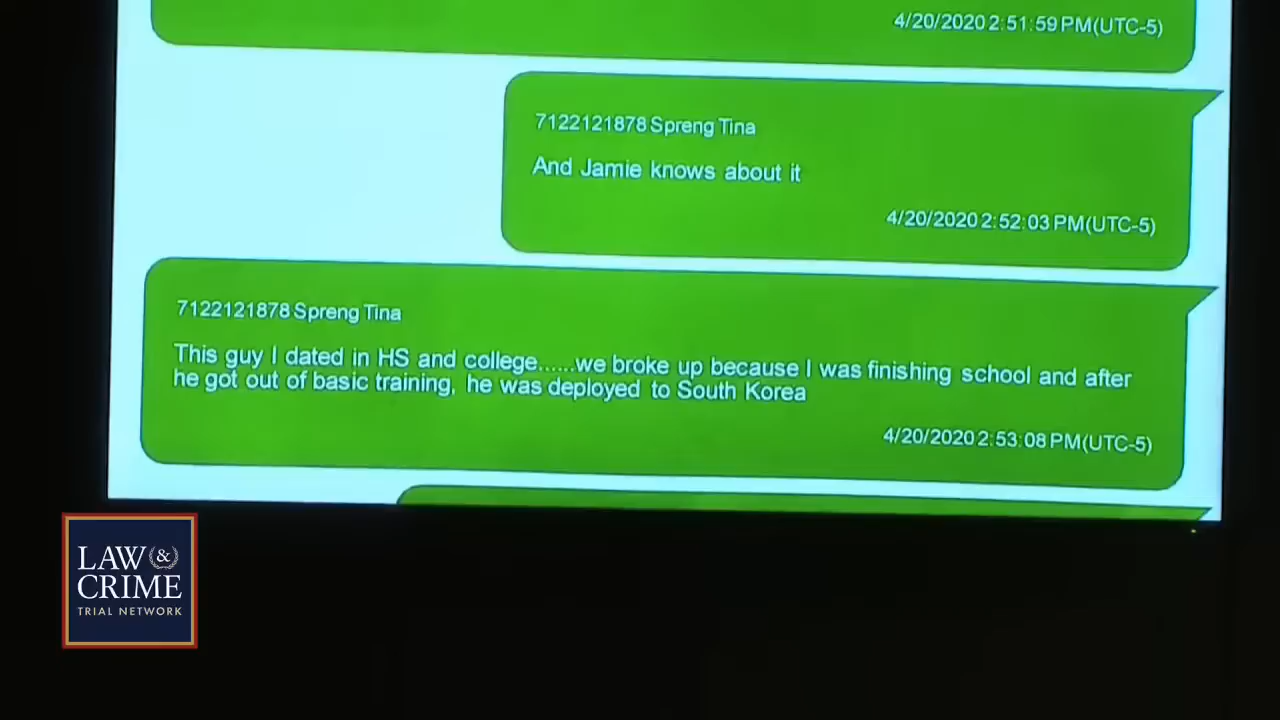 4/20/2020 2:51:59 PM(UTC-5)
7122121878 Spreng Tina
And Jamie knows about it
4/20/2020 2:52:03 PM(UTC-5)
7122121878 Spreng Tina
This guy I dated in HS and college......we broke up because I was finishing school and after
he got out of basic training, he was deployed to South Korea
4/20/2020 2:53:08 PM(UTC-5)
LAW &
CRIME
TRIAL NETWORK